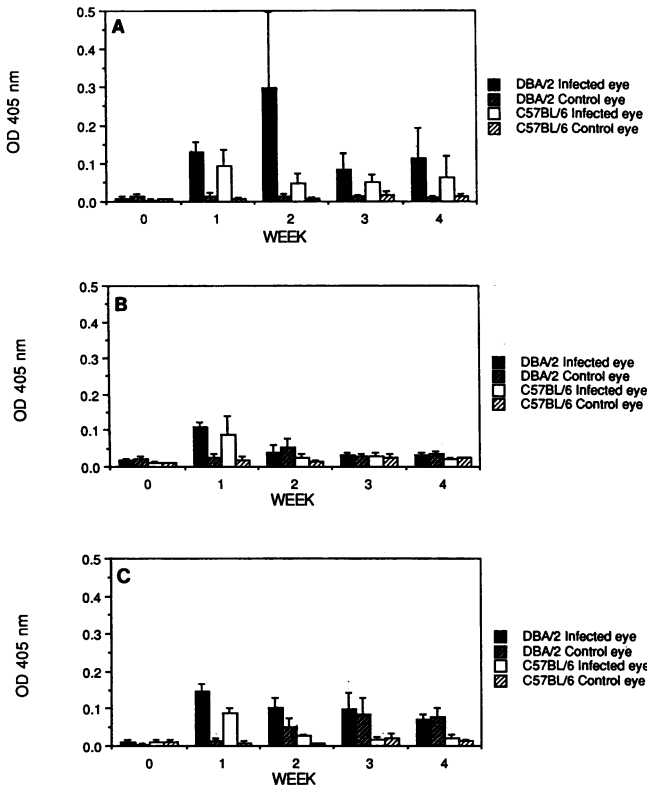 A
0.5
0.4
0.3
0.2
0.1
0.0
OD 405 nm
0 1 2 3 4
WEEK
DBA/2 Infected eye
DBA/2 Control eye
C57BL/6 Infected eye
C57BL/6 Control eye
B
0.5
0.4
0.3
0.2
0.1
0.0
OD 405 nm
0 1 2 3 4
WEEK
DBA/2 Infected eye
DBA/2 Control eye
C57BL/6 Infected eye
C57BL/6 Control eye
C
0.5
0.4
0.3
0.2
0.1
0.0
OD 405 nm
0 1 2 3 4
WEEK
DBA/2 Infected eye
DBA/2 Control eye
C57BL/6 Infected eye
C57BL/6 Control eye